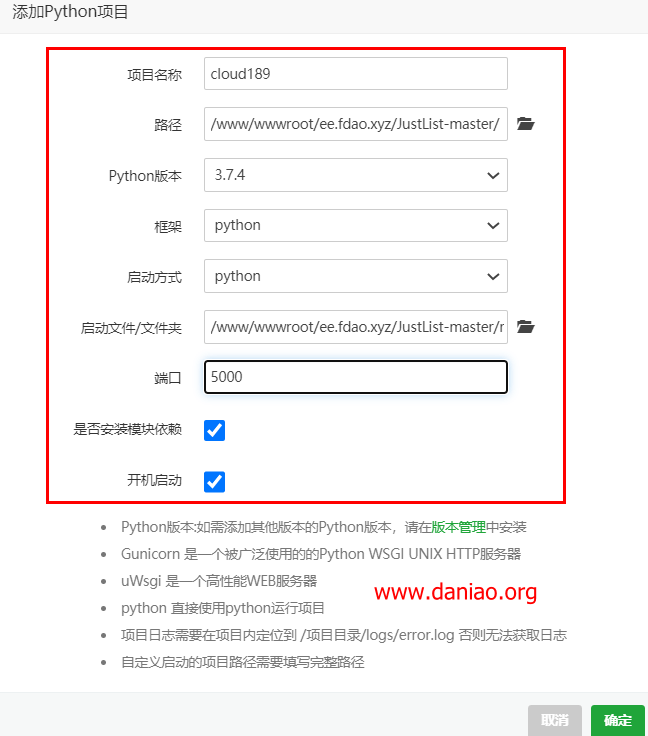 添加Python项目
项目名称 cloud189
路径 /www/wwwroot/ee.fdao.xyz/JustList-master/
Python版本 3.7.4
框架 python
启动方式 python
启动文件/文件夹 /www/wwwroot/ee.fdao.xyz/JustList-master/r
端口 5000
是否安装模块依赖
开机启动
Python版本:如需添加其他版本的Python版本，请在版本管理中安装
Gunicorn 是一个被广泛使用的的Python WSGI UNIX HTTP服务器
uWsgi 是一个高性能WEB服务器
www.daniao.org
python 直接使用python运行项目
项目日志需要在项目内定位到 /项目目录/logs/error.log 否则无法获取日志
自定义启动的项目路径需要填写完整路径
取消 确定